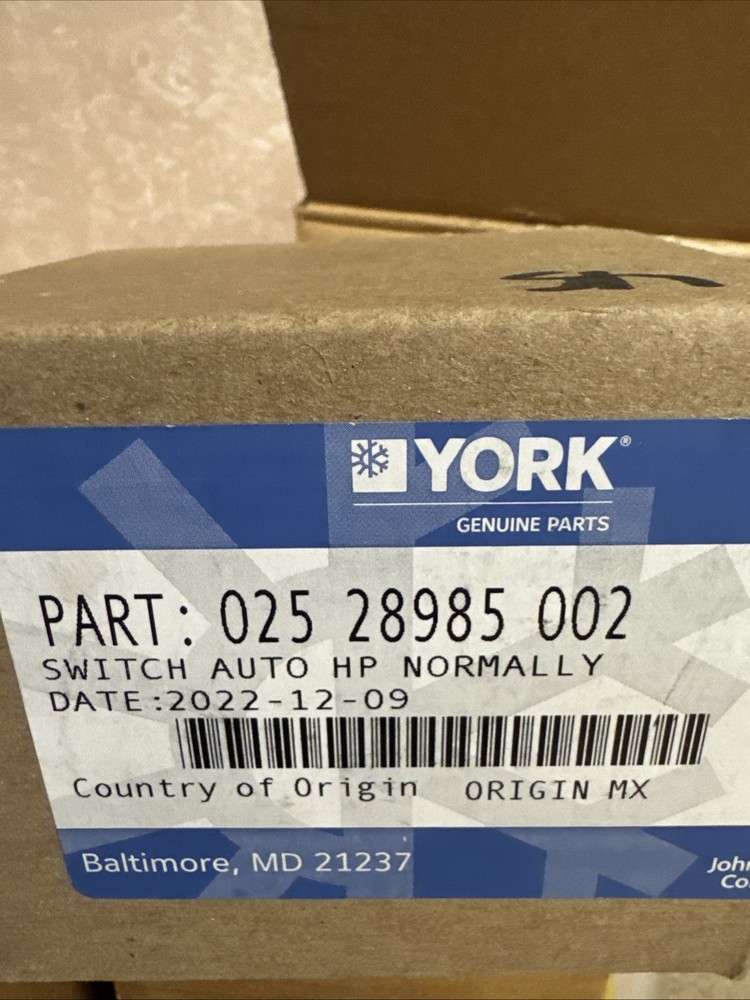 YORK®
GENUINE PARTS
PART: 025 28985 002
SWITCH AUTO HP NORMALLY
DATE:2022-12-09
Country of Origin ORIGIN MX
Baltimore, MD 21237